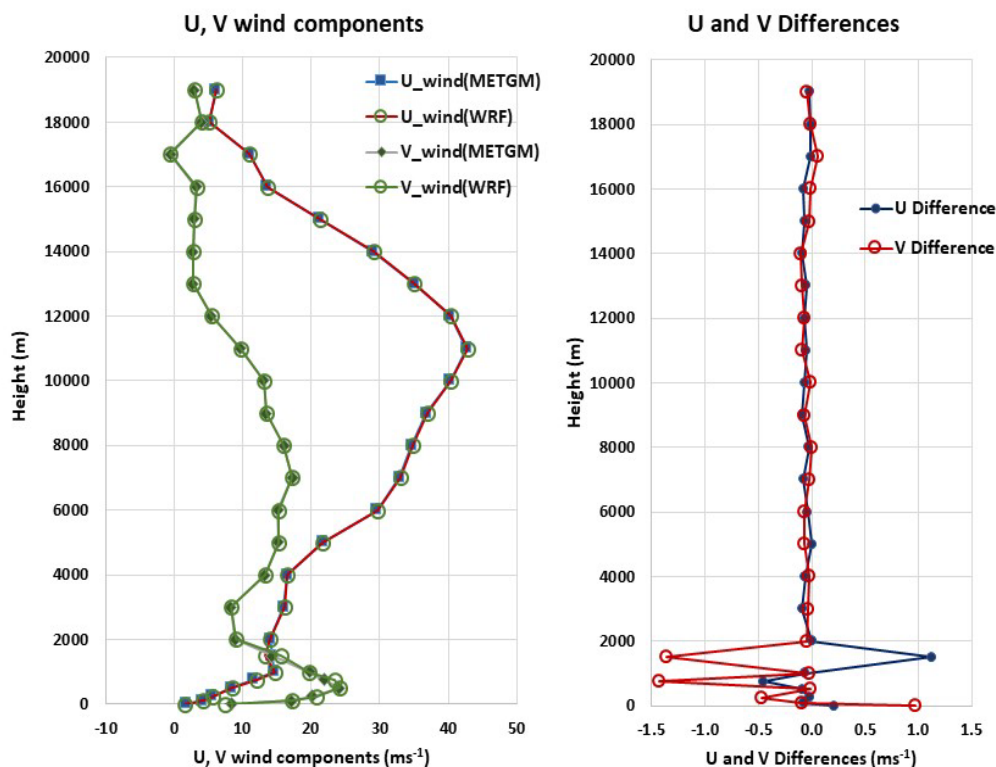 U, V wind components
20000
18000
16000
14000
12000
10000
8000
6000
4000
2000
0
Height (m)
-10 0 10 20 30 40 50
U, V wind components (ms⁻¹)
U_wind(METGM)
U_wind(WRF)
V_wind(METGM)
V_wind(WRF)
U and V Differences
20000
18000
16000
14000
12000
10000
8000
6000
4000
2000
0
Height (m)
-1.5 -1.0 -0.5 0.0 0.5 1.0 1.5
U and V Differences (ms⁻¹)
U Difference
V Difference